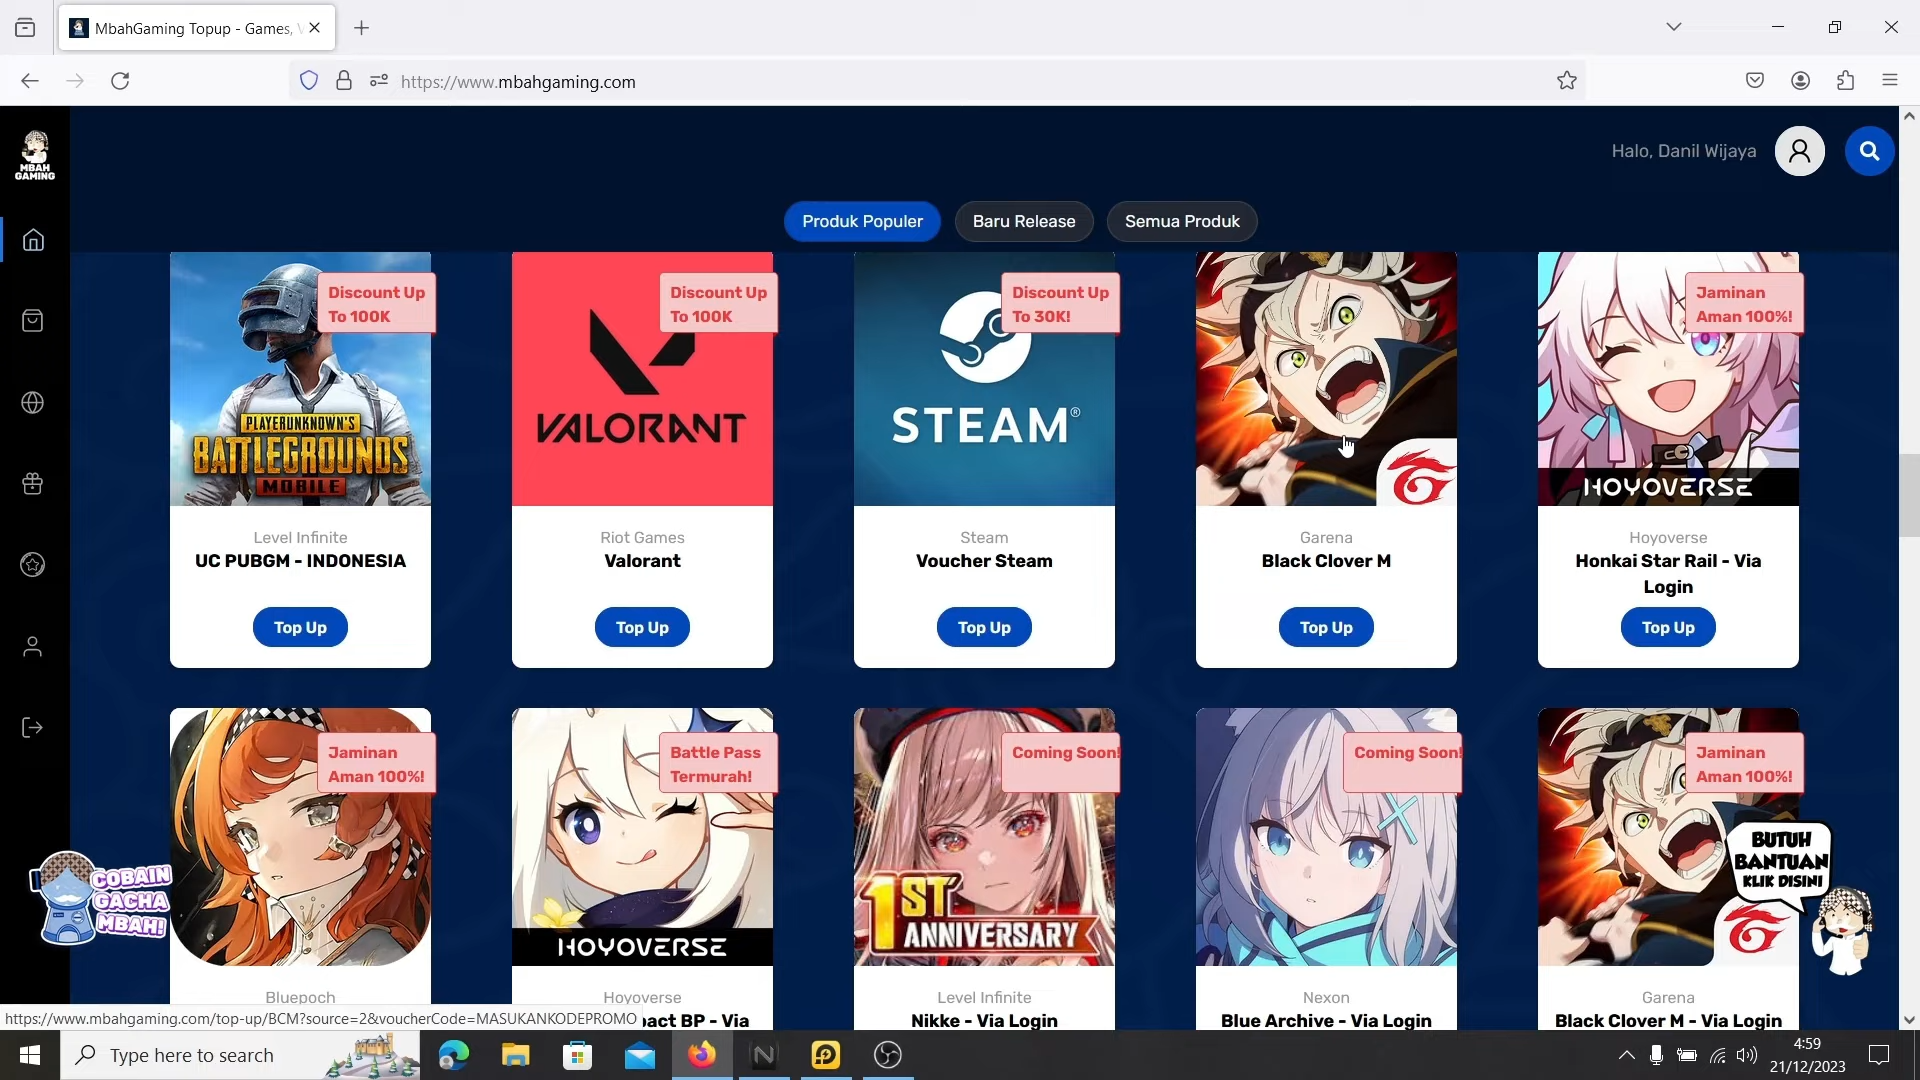 MbahGaming Topup - Games, V
https://www.mbahgaming.com
MBAH
GAMING
Halo, Danil Wijaya
Produk Populer
Baru Release
Semua Produk
Discount Up
To 100K
PLAYERUNKNOWN'S
BATTLEGROUNDS
MOBILE
Level Infinite
UC PUBGM - INDONESIA
Top Up
Discount Up
To 100K
VALORANT
Riot Games
Valorant
Top Up
Discount Up
To 30K!
STEAM®
Steam
Voucher Steam
Top Up
Garena
Black Clover M
Top Up
Jaminan
Aman 100%!
HOYOVERSE
Hoyoverse
Honkai Star Rail - Via
Login
Top Up
Jaminan
Aman 100%!
Bluepoch
Battle Pass
Termurah!
HOYOVERSE
Hoyoverse
pact BP - Via
Coming Soon!
1ST
ANNIVERSARY
Level Infinite
Nikke - Via Login
Coming Soon!
Nexon
Blue Archive - Via Login
Jaminan
Aman 100%!
Garena
Black Clover M - Via Login
COBAIN
GACHA
MBAH!
BUTUH
BANTUAN
KLIK DISINI
https://www.mbahgaming.com/top-up/BCM?source=2&voucherCode=MASUKANKODEPROMO
Type here to search
4:59
21/12/2023